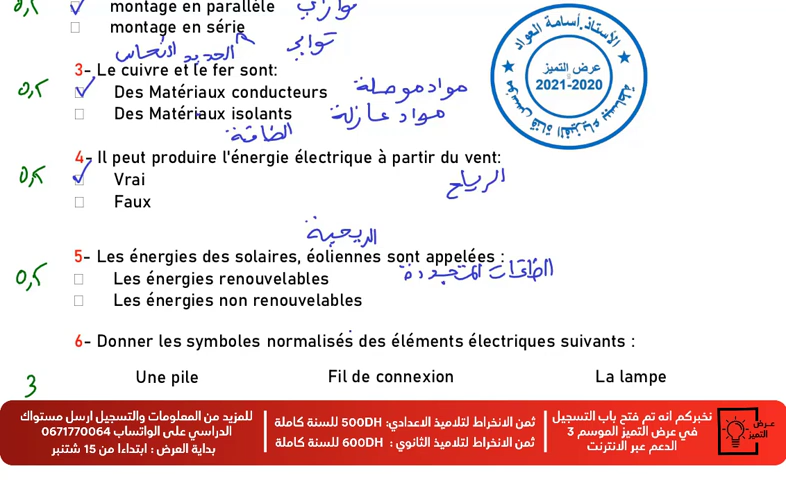 0,5 montage en parallèle
montage en série توالي
الحديد النحاس
3- Le cuivre et le fer sont:
0,5 Des Matériaux conducteurs مواد موصلة
Des Matériaux isolants مواد عازلة
الطاقة
4- Il peut produire l'énergie électrique à partir du vent:
0,5 Vrai الرياح
Faux
الريحية
5- Les énergies des solaires, éoliennes sont appelées :
0,5 Les énergies renouvelables الطاقات المتجددة
Les énergies non renouvelables
6- Donner les symboles normalisés des éléments électriques suivants :
3 Une pile Fil de connexion La lampe
الأستاذ أسامة العواد
عرض التميز
2021-2020
مؤسس قناة الفيزياء ببساطة
نخبركم انه تم فتح باب التسجيل
في عرض التميز الموسم 3
الدعم عبر الانترنت
ثمن الانخراط لتلاميذ الاعدادي: 500DH للسنة كاملة
ثمن الانخراط لتلاميذ الثانوي : 600DH للسنة كاملة
للمزيد من المعلومات والتسجيل ارسل مستواك
الدراسي على الواتساب 0671770064
بداية العرض : ابتداءا من 15 شتنبر
عرض
التميز